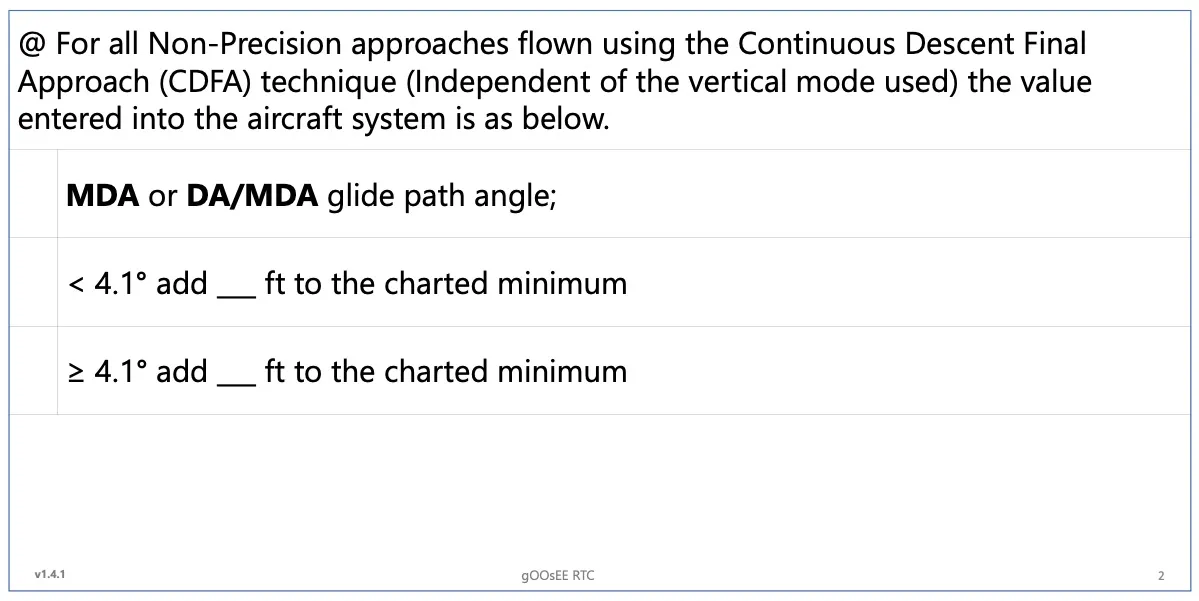 @ For all Non-Precision approaches flown using the Continuous Descent Final
Approach (CDFA) technique (Independent of the vertical mode used) the value
entered into the aircraft system is as below.
MDA or DA/MDA glide path angle;
< 4.1° add ___ ft to the charted minimum
≥ 4.1° add ___ ft to the charted minimum
v1.4.1
gOOsEE RTC
2